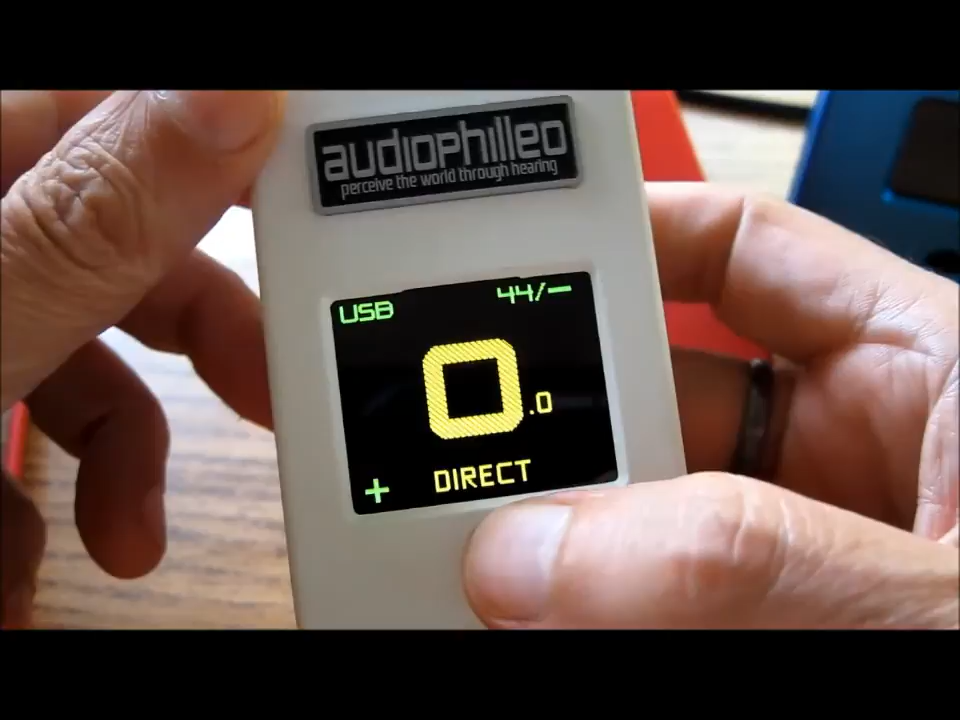 audiophilleo
perceive the world through hearing
USB 44/−
0.0
+ DIRECT